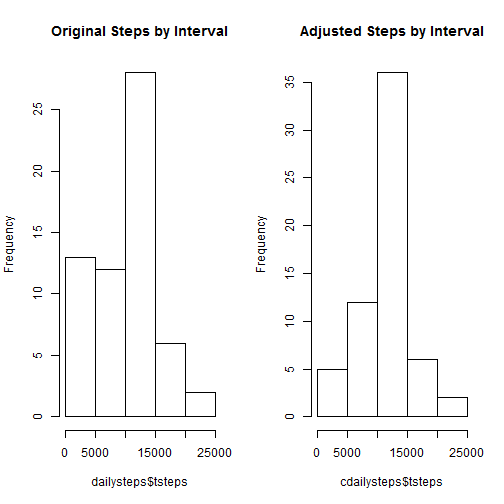 Original Steps by Interval
Frequency
0 5 10 15 20 25
0 5000 15000 25000
dailysteps$tsteps
Adjusted Steps by Interval
Frequency
0 5 10 15 20 25 30 35
0 5000 15000 25000
cdailysteps$tsteps